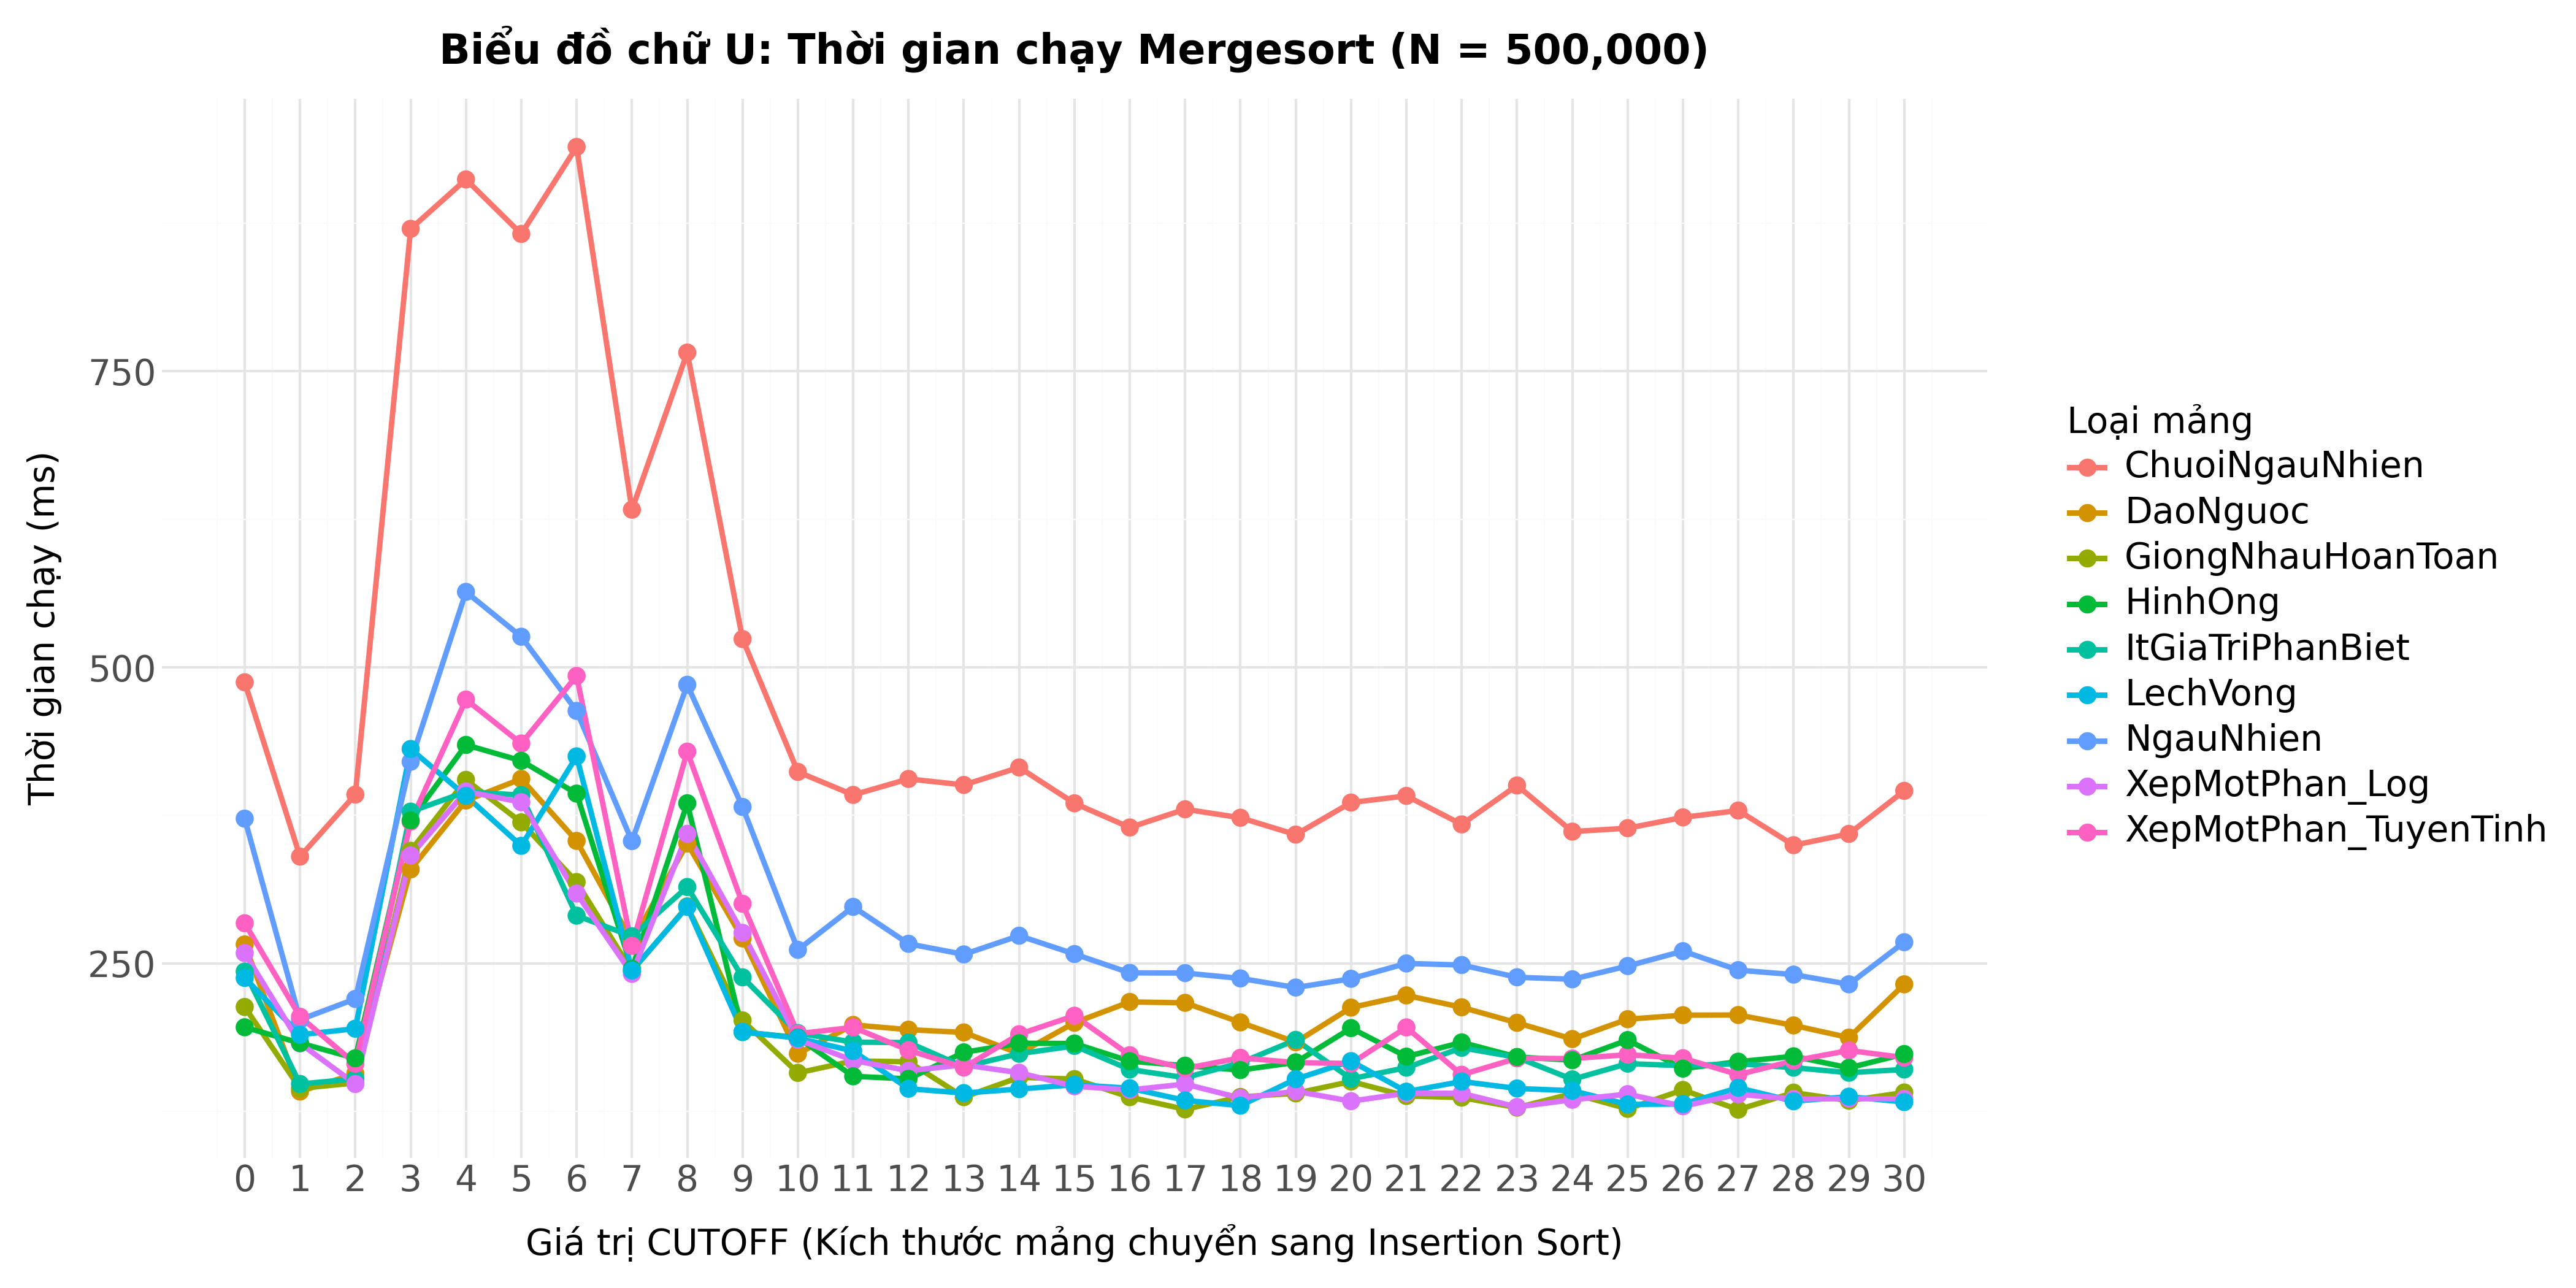 Biểu đồ chữ U: Thời gian chạy Mergesort (N = 500,000)
Thời gian chạy (ms)
750
500
250
0 1 2 3 4 5 6 7 8 9 10 11 12 13 14 15 16 17 18 19 20 21 22 23 24 25 26 27 28 29 30
Giá trị CUTOFF (Kích thước mảng chuyển sang Insertion Sort)
Loại mảng
ChuoiNgauNhien
DaoNguoc
GiongNhauHoanToan
HinhOng
ItGiaTriPhanBiet
LechVong
NgauNhien
XepMotPhan_Log
XepMotPhan_TuyenTinh